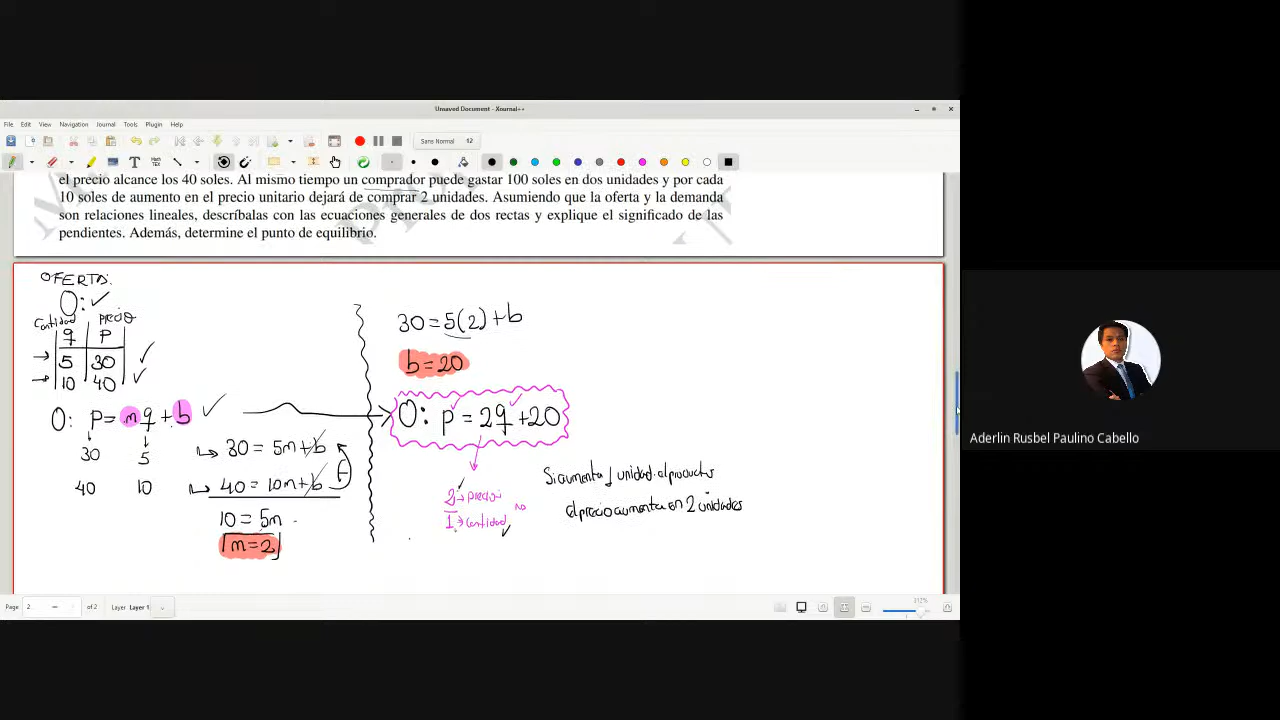 Unsaved Document - Xournal++
File Edit View Navigation Journal Tools Plugin Help
Sans Normal 12
el precio alcance los 40 soles. Al mismo tiempo un comprador puede gastar 100 soles en dos unidades y por cada
10 soles de aumento en el precio unitario dejará de comprar 2 unidades. Asumiendo que la oferta y la demanda
son relaciones lineales, descríbalas con las ecuaciones generales de dos rectas y explique el significado de las
pendientes. Además, determine el punto de equilibrio.
OFERTA:
O:
Cantidad precio
q P
5 30
10 40
O: P = mq + b
30 5
40 10
30 = 5m + b
40 = 10m + b
10 = 5m
m = 2
30 = 5(2) + b
b = 20
O: p = 2q + 20
2 → precio
1 → cantidad
Si aumenta 1 unidad el producto
el precio aumenta en 2 unidades
Aderlin Rusbel Paulino Cabello
Page 2 of 2 Layer Layer 1
312%